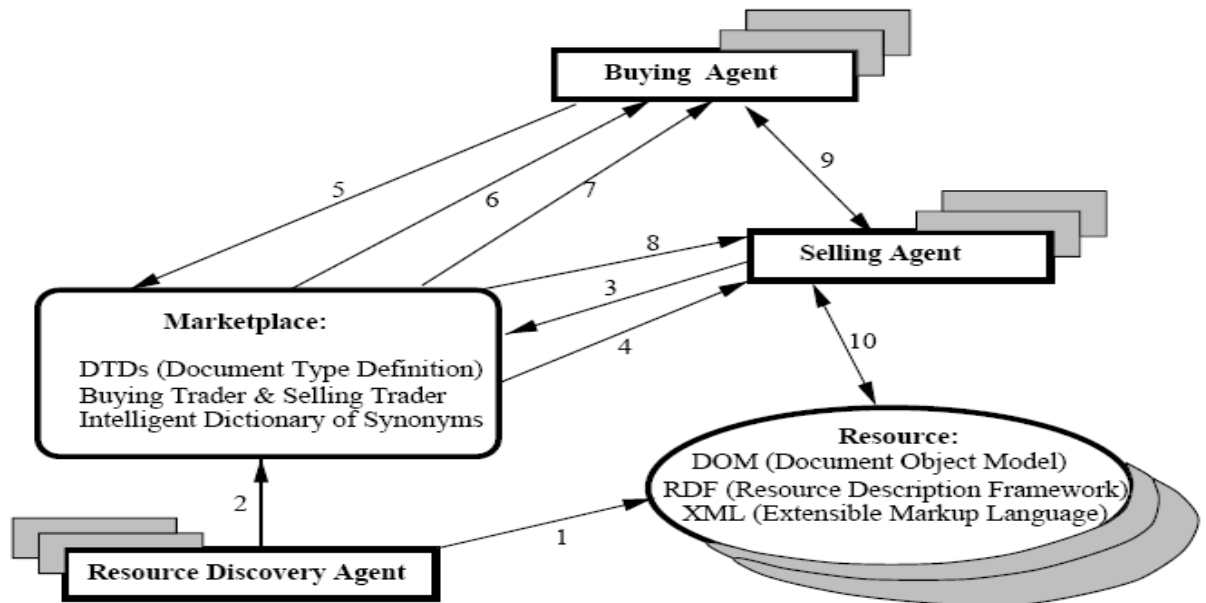 Buying Agent
5
6
7
9
8
Selling Agent
3
4
10
Marketplace:
DTDs (Document Type Definition)
Buying Trader & Selling Trader
Intelligent Dictionary of Synonyms
Resource:
DOM (Document Object Model)
RDF (Resource Description Framework)
XML (Extensible Markup Language)
2
1
Resource Discovery Agent